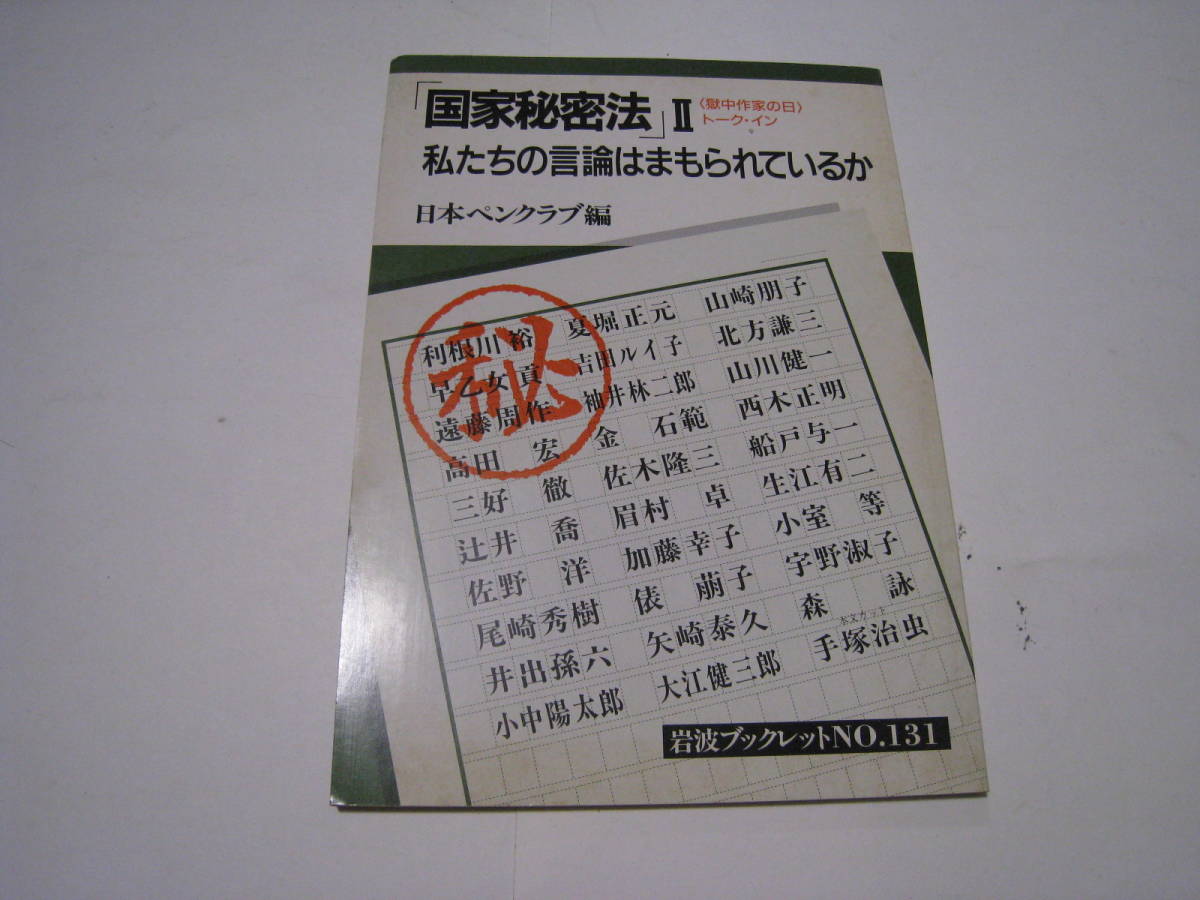 「国家秘密法」Ⅱ
〈獄中作家の日〉
トーク・イン
私たちの言論はまもられているか
日本ペンクラブ編
利根川裕 夏堀正元 山崎朋子
早乙女貢 吉田ルイ子 北方謙三
遠藤周作 袖井林二郎 山川健一
高田宏 金石範 西木正明
三好徹 佐木隆三 船戸与一
辻井喬 眉村卓 生江有二
佐野洋 加藤幸子 小室等
尾崎秀樹 俵萠子 宇野淑子
井出孫六 矢崎泰久 森詠
小中陽太郎 大江健三郎 手塚治虫
本文カット
秘
岩波ブックレットNO.131